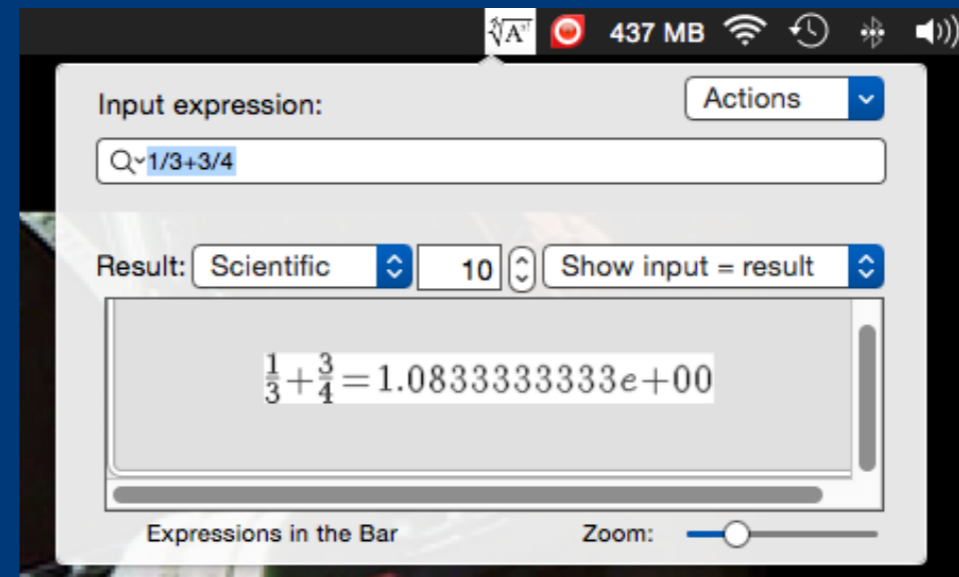 437 MB
Input expression:
Actions
1/3+3/4
Result:
Scientific
10
Show input = result
1/3+3/4=1.0833333333e+00
Expressions in the Bar
Zoom: